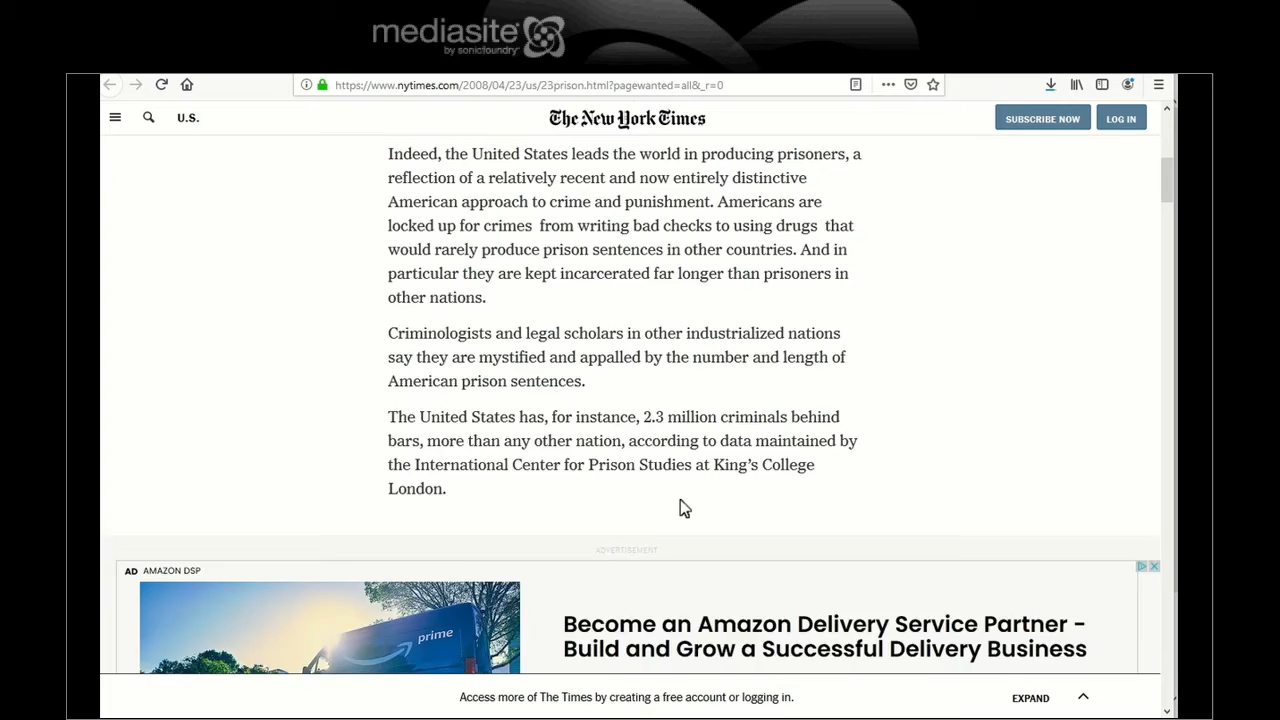 mediasite
by sonicfoundry
https://www.nytimes.com/2008/04/23/us/23prison.html?pagewanted=all&_r=0
U.S.
The New York Times
SUBSCRIBE NOW
LOG IN
Indeed, the United States leads the world in producing prisoners, a
reflection of a relatively recent and now entirely distinctive
American approach to crime and punishment. Americans are
locked up for crimes from writing bad checks to using drugs that
would rarely produce prison sentences in other countries. And in
particular they are kept incarcerated far longer than prisoners in
other nations.
Criminologists and legal scholars in other industrialized nations
say they are mystified and appalled by the number and length of
American prison sentences.
The United States has, for instance, 2.3 million criminals behind
bars, more than any other nation, according to data maintained by
the International Center for Prison Studies at King's College
London.
ADVERTISEMENT
AD AMAZON DSP
prime
Become an Amazon Delivery Service Partner -
Build and Grow a Successful Delivery Business
Access more of The Times by creating a free account or logging in.
EXPAND